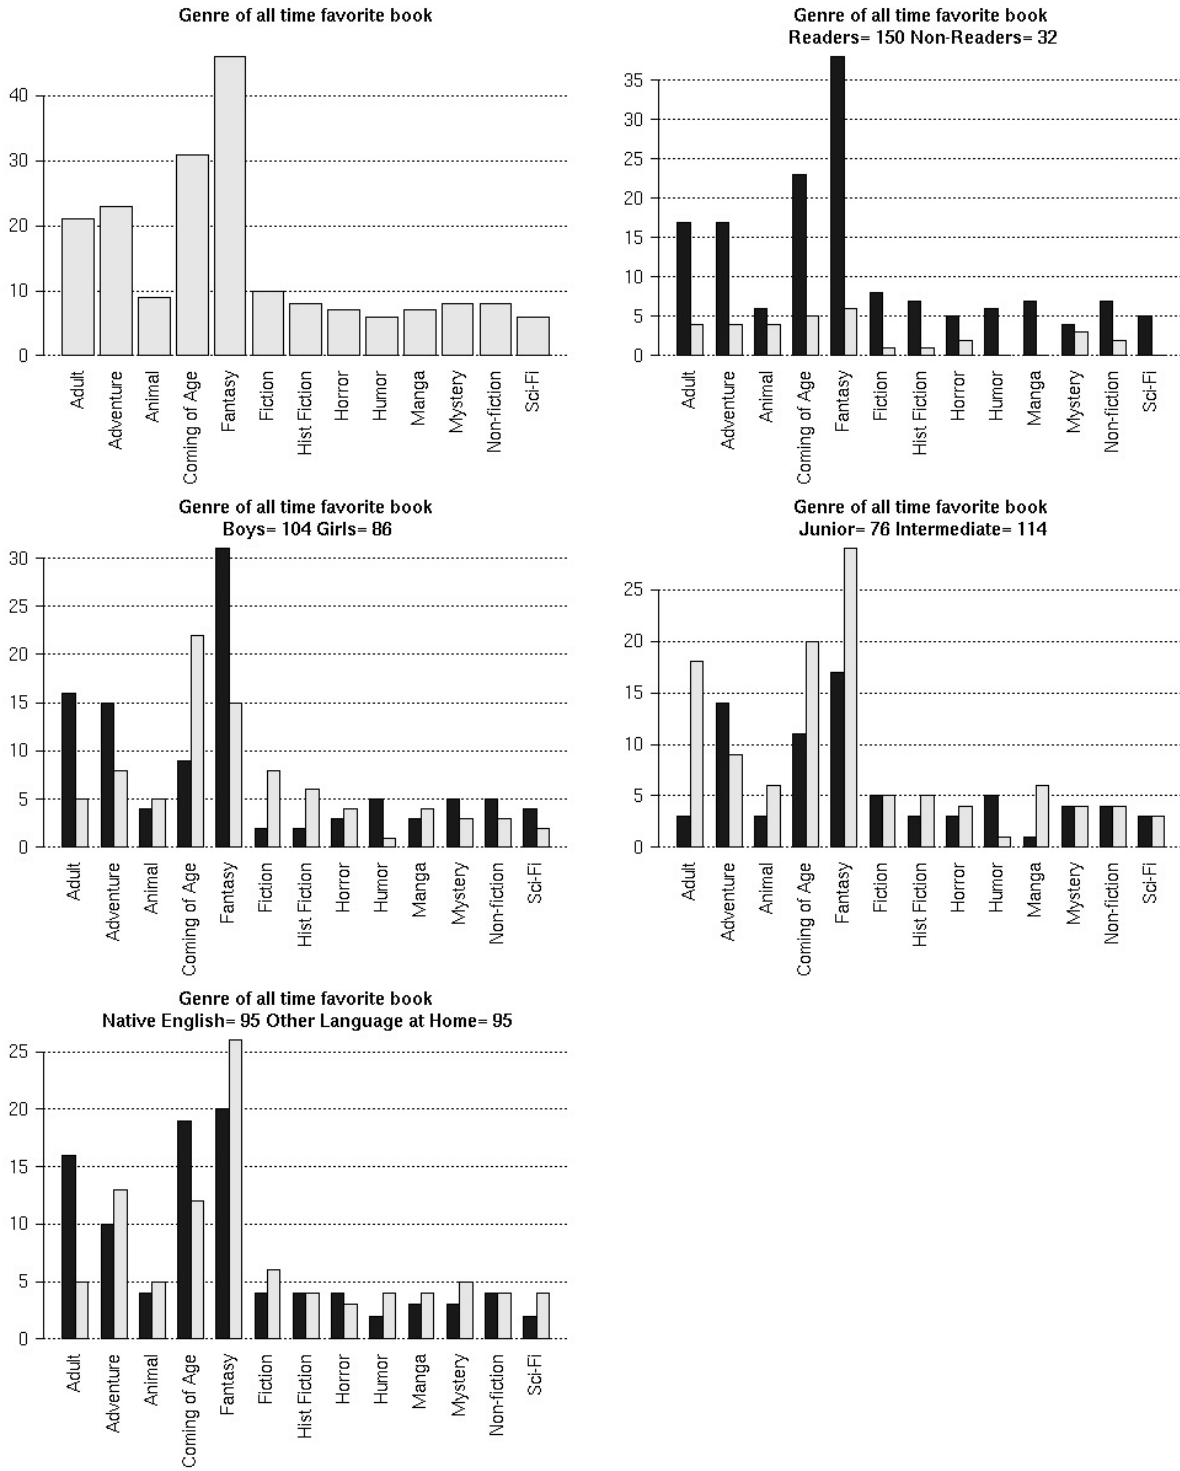 Genre of all time favorite book
40
30
20
10
0
Adult
Adventure
Animal
Coming of Age
Fantasy
Fiction
Hist Fiction
Horror
Humor
Manga
Mystery
Non-fiction
Sci-Fi
Genre of all time favorite book
Readers= 150 Non-Readers= 32
35
30
25
20
15
10
5
0
Adult
Adventure
Animal
Coming of Age
Fantasy
Fiction
Hist Fiction
Horror
Humor
Manga
Mystery
Non-fiction
Sci-Fi
Genre of all time favorite book
Boys= 104 Girls= 86
30
25
20
15
10
5
0
Adult
Adventure
Animal
Coming of Age
Fantasy
Fiction
Hist Fiction
Horror
Humor
Manga
Mystery
Non-fiction
Sci-Fi
Genre of all time favorite book
Junior= 76 Intermediate= 114
25
20
15
10
5
0
Adult
Adventure
Animal
Coming of Age
Fantasy
Fiction
Hist Fiction
Horror
Humor
Manga
Mystery
Non-fiction
Sci-Fi
Genre of all time favorite book
Native English= 95 Other Language at Home= 95
25
20
15
10
5
0
Adult
Adventure
Animal
Coming of Age
Fantasy
Fiction
Hist Fiction
Horror
Humor
Manga
Mystery
Non-fiction
Sci-Fi